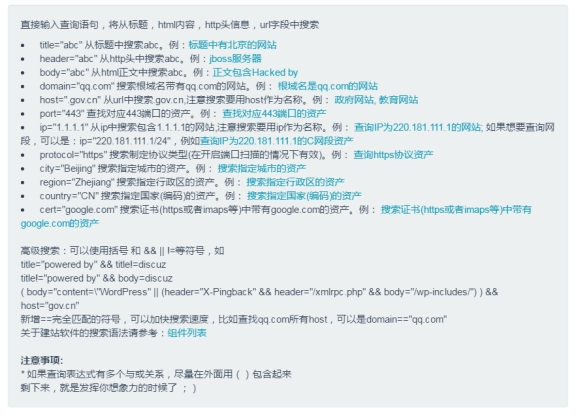 直接输入查询语句，将从标题，html内容，http头信息，url字段中搜索
• title="abc" 从标题中搜索abc。例：标题中有北京的网站
• header="abc" 从http头中搜索abc。例：jboss服务器
• body="abc" 从html正文中搜索abc。例：正文包含Hacked by
• domain="qq.com" 搜索根域名带有qq.com的网站。例： 根域名是qq.com的网站
• host=".gov.cn" 从url中搜索.gov.cn,注意搜索要用host作为名称。例： 政府网站, 教育网站
• port="443" 查找对应443端口的资产。例： 查找对应443端口的资产
• ip="1.1.1.1" 从ip中搜索包含1.1.1.1的网站,注意搜索要用ip作为名称。例： 查询IP为220.181.111.1的网站; 如果想要查询网
段，可以是：ip="220.181.111.1/24"，例如查询IP为220.181.111.1的C网段资产
• protocol="https" 搜索制定协议类型(在开启端口扫描的情况下有效)。例： 查询https协议资产
• city="Beijing" 搜索指定城市的资产。例： 搜索指定城市的资产
• region="Zhejiang" 搜索指定行政区的资产。例： 搜索指定行政区的资产
• country="CN" 搜索指定国家(编码)的资产。例： 搜索指定国家(编码)的资产
• cert="google.com" 搜索证书(https或者imaps等)中带有google.com的资产。例： 搜索证书(https或者imaps等)中带有
google.com的资产
高级搜索：可以使用括号 和 && || !=等符号，如
title="powered by" && title!=discuz
title!="powered by" && body=discuz
( body="content=\"WordPress" || (header="X-Pingback" && header="/xmlrpc.php" && body="/wp-includes/") ) &&
host="gov.cn"
新增==完全匹配的符号，可以加快搜索速度，比如查找qq.com所有host，可以是domain=="qq.com"
关于建站软件的搜索语法请参考：组件列表
注意事项:
* 如果查询表达式有多个与或关系，尽量在外面用（）包含起来
剩下来，就是发挥你想象力的时候了 ；）